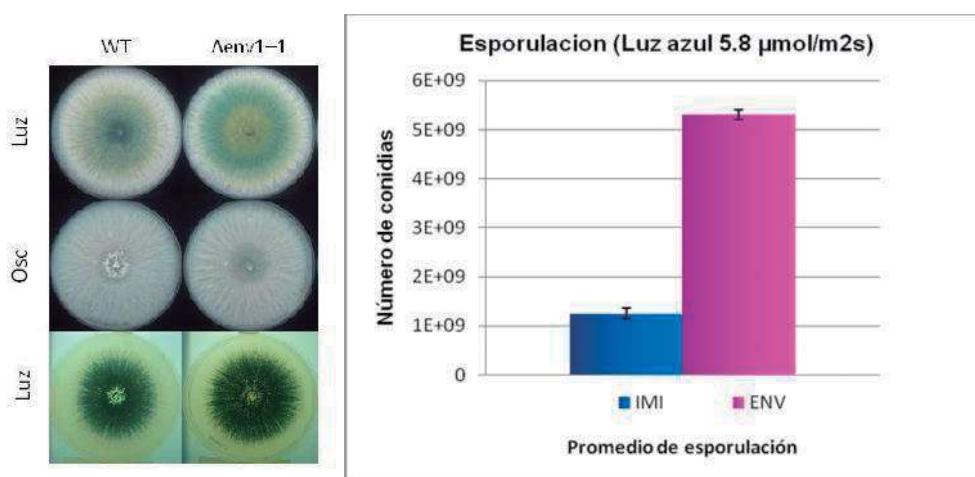 WT Δenv1-1
Luz
Osc
Luz
Esporulacion (Luz azul 5.8 µmol/m2s)
Número de conidias
6E+09
5E+09
4E+09
3E+09
2E+09
1E+09
0
IMI ENV
Promedio de esporulación